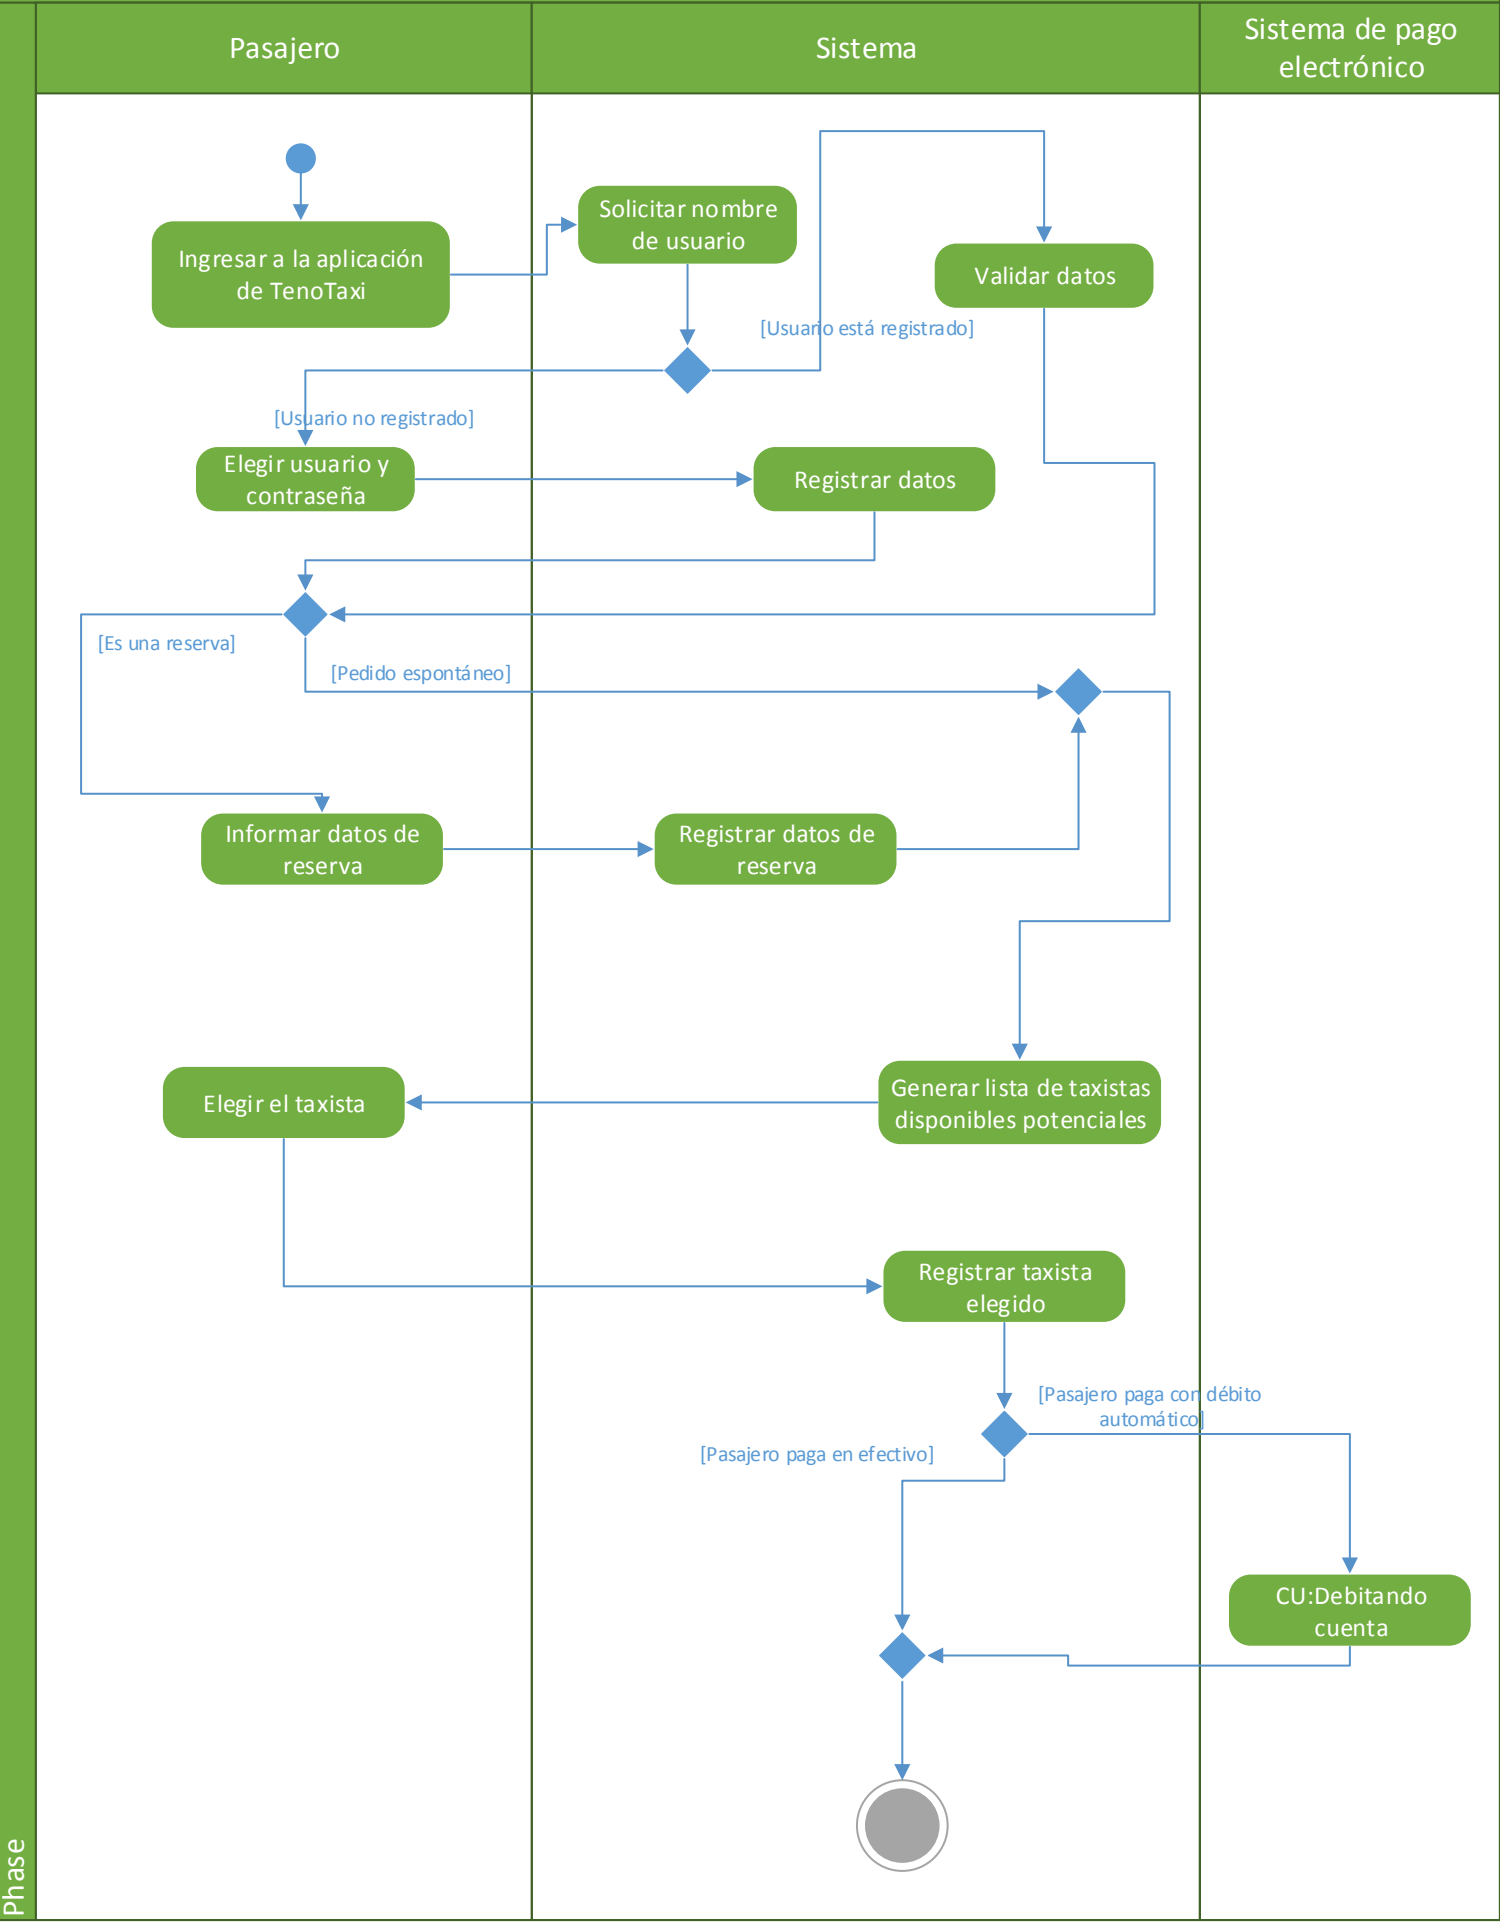 Pasajero
Sistema
Sistema de pago
electrónico
Solicitar nombre
de usuario
Ingresar a la aplicación
de TenoTaxi
Validar datos
[Usuario está registrado]
[Usuario no registrado]
Elegir usuario y
contraseña
Registrar datos
[Es una reserva]
[Pedido espontáneo]
Informar datos de
reserva
Registrar datos de
reserva
Elegir el taxista
Generar lista de taxistas
disponibles potenciales
Registrar taxista
elegido
[Pasajero paga con débito
automático]
[Pasajero paga en efectivo]
CU:Debitando
cuenta
Phase